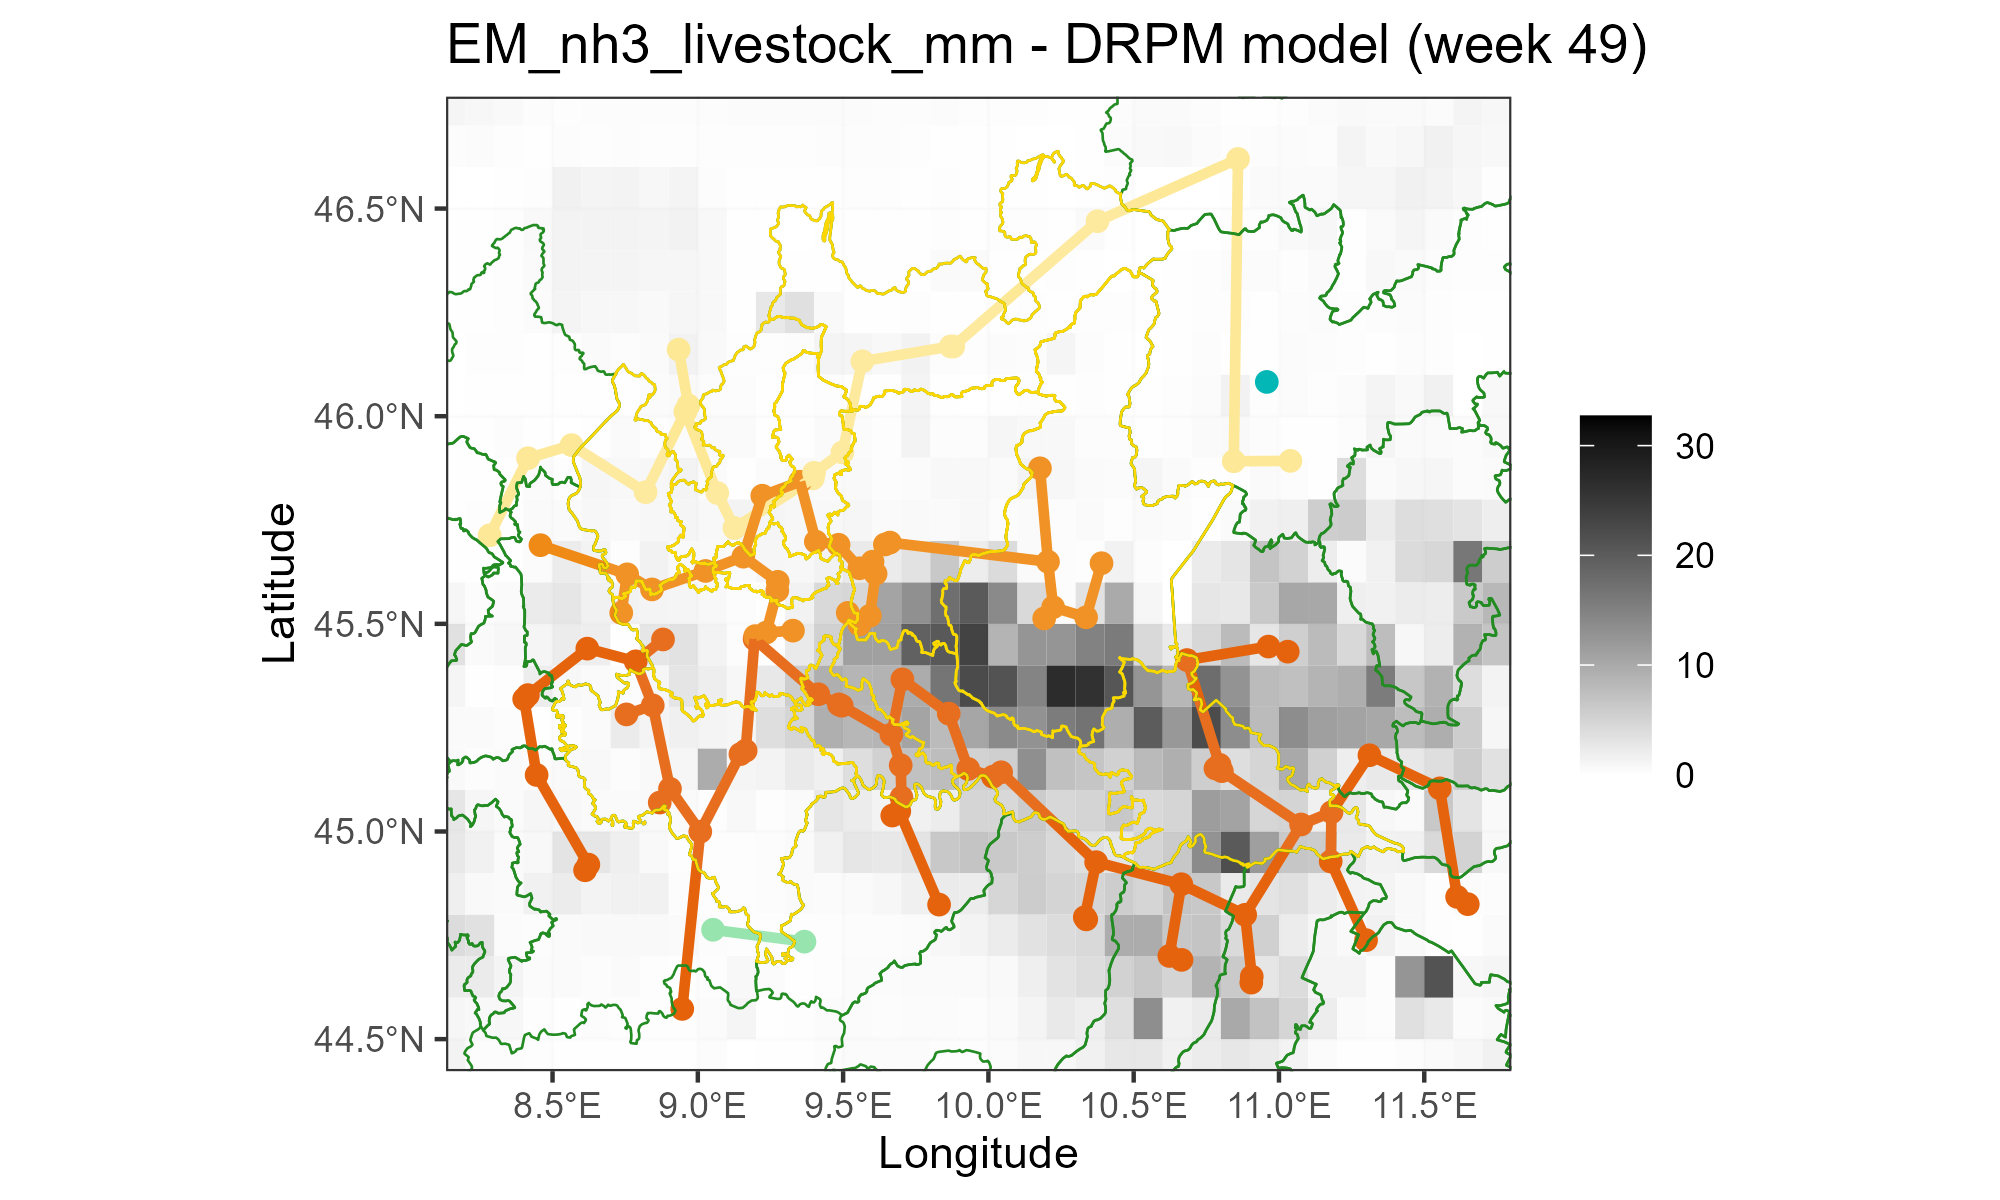 EM_nh3_livestock_mm - DRPM model (week 49)
46.5°N
46.0°N
45.5°N
45.0°N
44.5°N
Latitude
8.5°E 9.0°E 9.5°E 10.0°E 10.5°E 11.0°E 11.5°E
Longitude
30
20
10
0